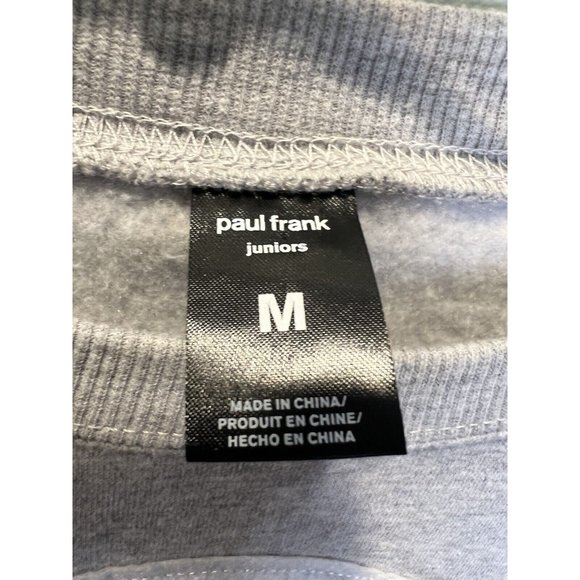 paul frank
juniors
M
MADE IN CHINA/
PRODUIT EN CHINE/
HECHO EN CHINA